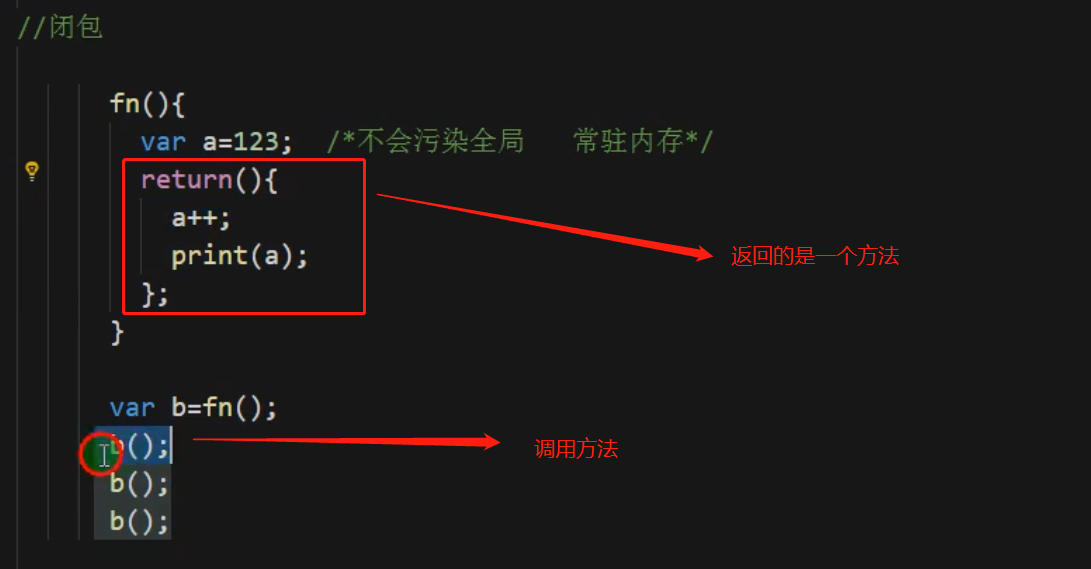 //闭包
fn(){
var a=123; /*不会污染全局 常驻内存*/
return(){
a++;
print(a);
};
返回的是一个方法
}
var b=fn();
b();
调用方法
b();
b();